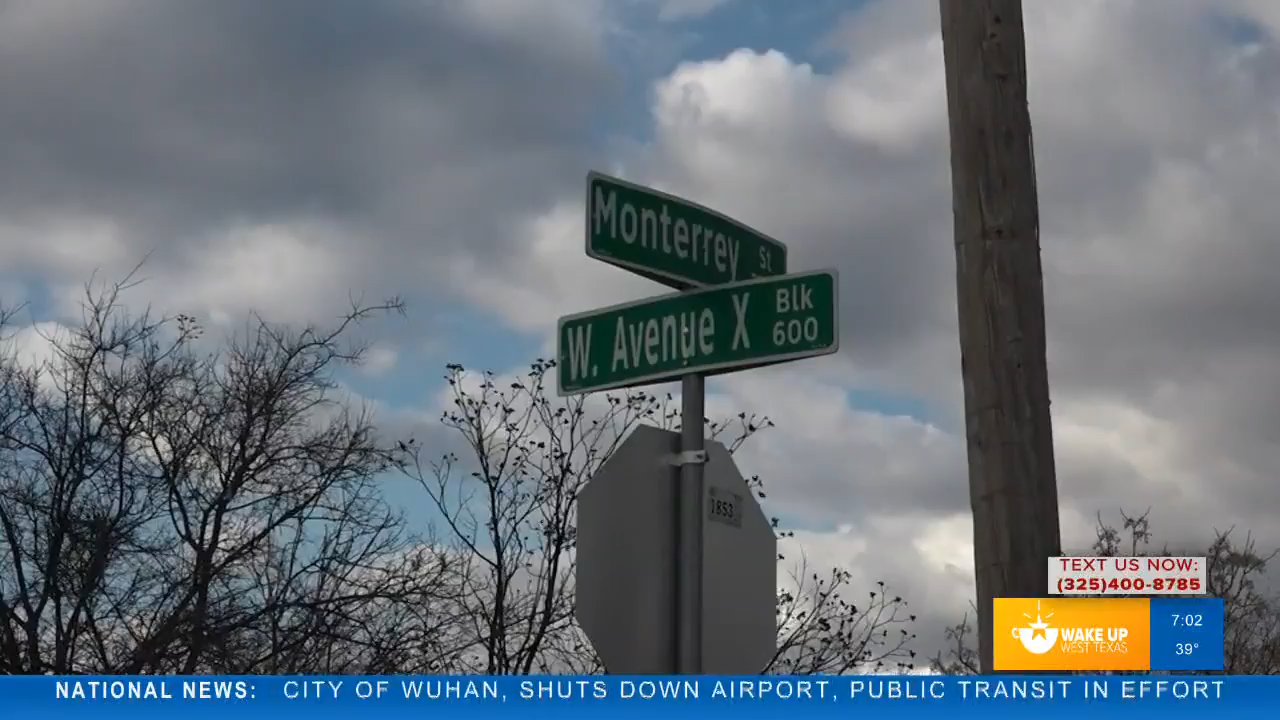 Monterrey St
W. Avenue X Blk 600
1853
TEXT US NOW:
(325)400-8785
WAKE UP
WEST TEXAS
7:02
39°
NATIONAL NEWS: CITY OF WUHAN, SHUTS DOWN AIRPORT, PUBLIC TRANSIT IN EFFORT